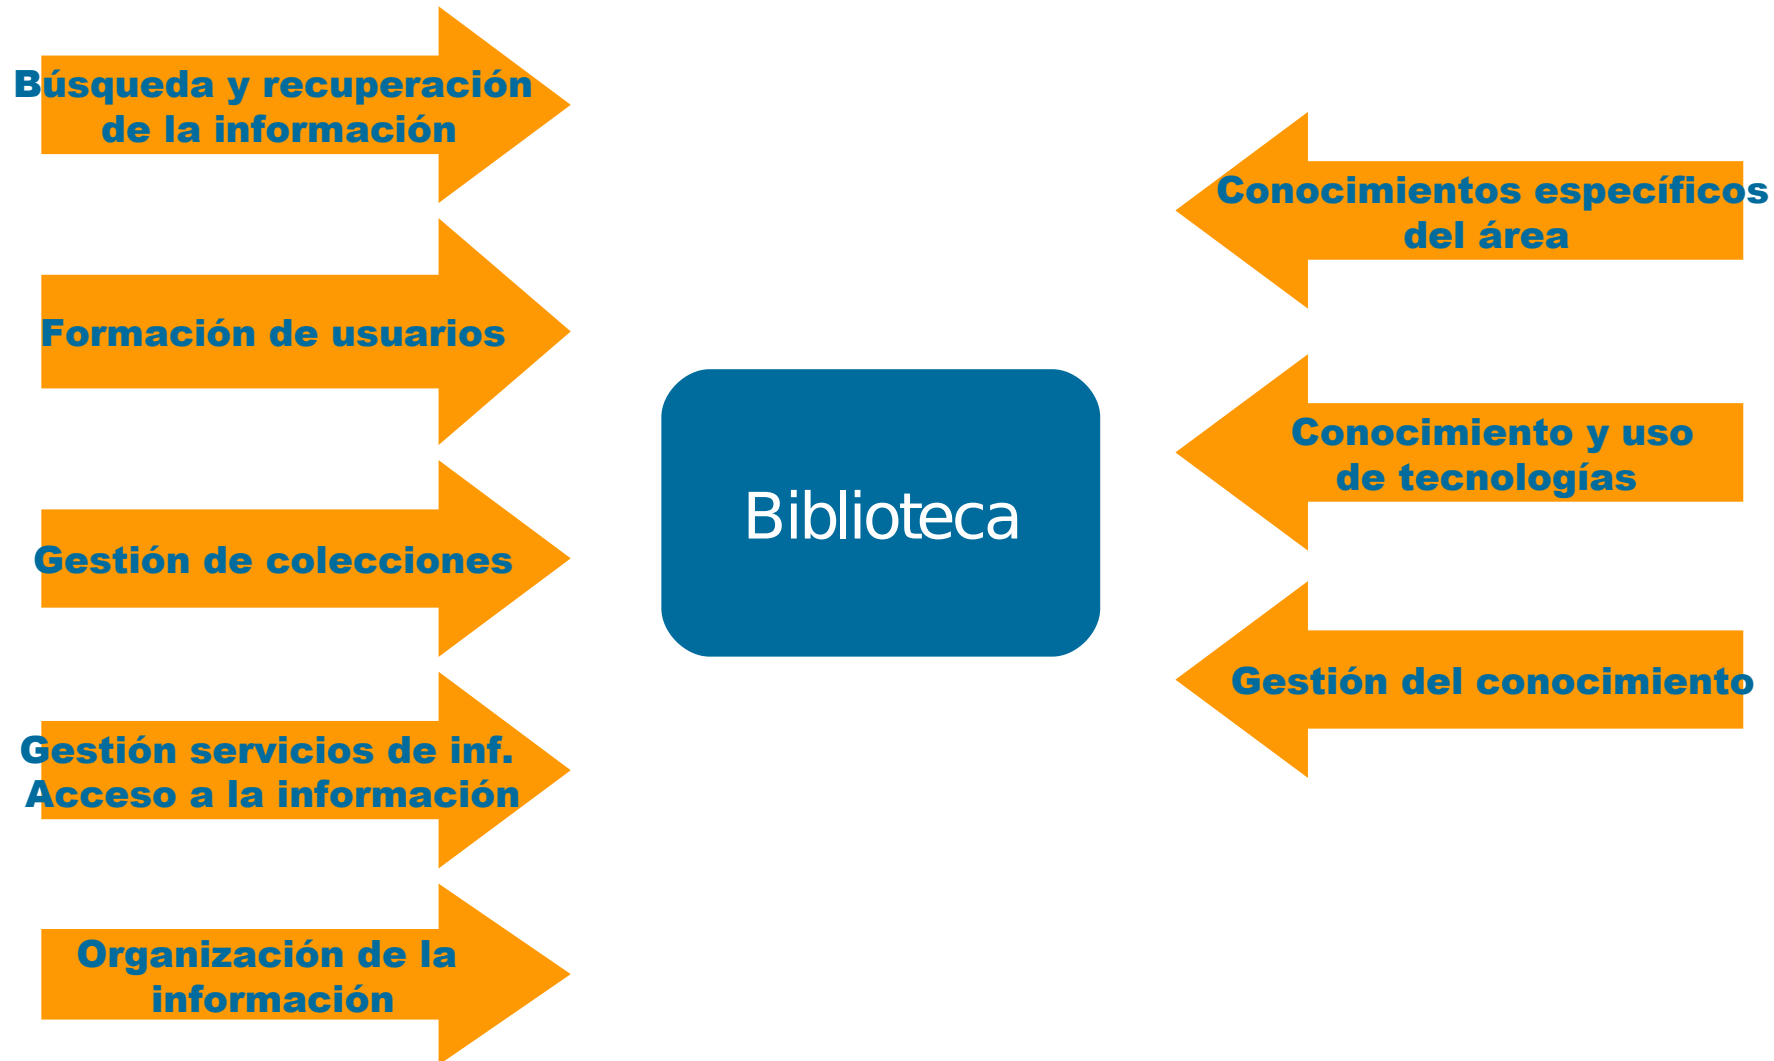 Búsqueda y recuperación
de la información
Formación de usuarios
Gestión de colecciones
Gestión servicios de inf.
Acceso a la información
Organización de la
información
Biblioteca
Conocimientos específicos
del área
Conocimiento y uso
de tecnologías
Gestión del conocimiento